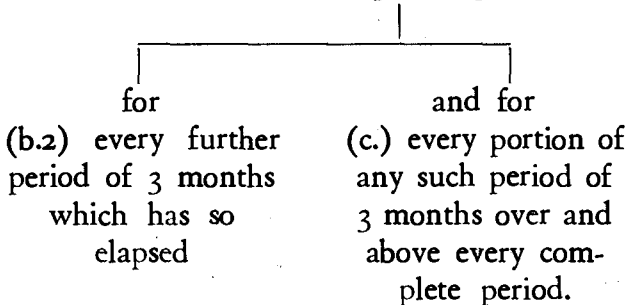 for
(b.2) every further
period of 3 months
which has so
elapsed
and for
(c.) every portion of
any such period of
3 months over and
above every com-
plete period.